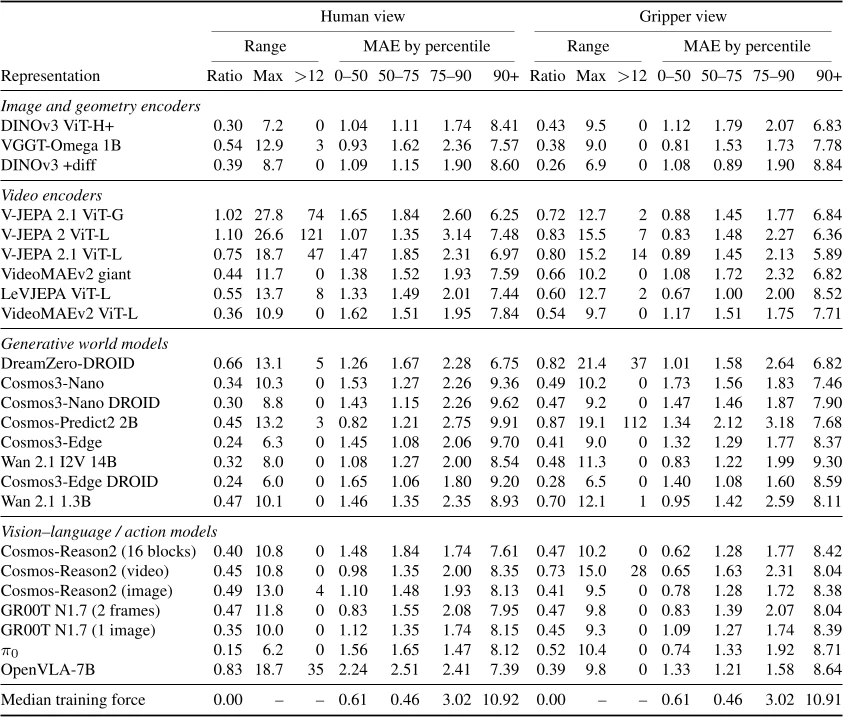 Human view Gripper view
Range MAE by percentile Range MAE by percentile
Representation Ratio Max >12 0–50 50–75 75–90 90+ Ratio Max >12 0–50 50–75 75–90 90+
Image and geometry encoders
DINOv3 ViT-H+ 0.30 7.2 0 1.04 1.11 1.74 8.41 0.43 9.5 0 1.12 1.79 2.07 6.83
VGGT-Omega 1B 0.54 12.9 3 0.93 1.62 2.36 7.57 0.38 9.0 0 0.81 1.53 1.73 7.78
DINOv3 +diff 0.39 8.7 0 1.09 1.15 1.90 8.60 0.26 6.9 0 1.08 0.89 1.90 8.84
Video encoders
V-JEPA 2.1 ViT-G 1.02 27.8 74 1.65 1.84 2.60 6.25 0.72 12.7 2 0.88 1.45 1.77 6.84
V-JEPA 2 ViT-L 1.10 26.6 121 1.07 1.35 3.14 7.48 0.83 15.5 7 0.83 1.48 2.27 6.36
V-JEPA 2.1 ViT-L 0.75 18.7 47 1.47 1.85 2.31 6.97 0.80 15.2 14 0.89 1.45 2.13 5.89
VideoMAEv2 giant 0.44 11.7 0 1.38 1.52 1.93 7.59 0.66 10.2 0 1.08 1.72 2.32 6.82
LeVJEPA ViT-L 0.55 13.7 8 1.33 1.49 2.01 7.44 0.60 12.7 2 0.67 1.00 2.00 8.52
VideoMAEv2 ViT-L 0.36 10.9 0 1.62 1.51 1.95 7.84 0.54 9.7 0 1.17 1.51 1.75 7.71
Generative world models
DreamZero-DROID 0.66 13.1 5 1.26 1.67 2.28 6.75 0.82 21.4 37 1.01 1.58 2.64 6.82
Cosmos3-Nano 0.34 10.3 0 1.53 1.27 2.26 9.36 0.49 10.2 0 1.73 1.56 1.83 7.46
Cosmos3-Nano DROID 0.30 8.8 0 1.43 1.15 2.26 9.62 0.47 9.2 0 1.47 1.46 1.87 7.90
Cosmos-Predict2 2B 0.45 13.2 3 0.82 1.21 2.75 9.91 0.87 19.1 112 1.34 2.12 3.18 7.68
Cosmos3-Edge 0.24 6.3 0 1.45 1.08 2.06 9.70 0.41 9.0 0 1.32 1.29 1.77 8.37
Wan 2.1 I2V 14B 0.32 8.0 0 1.08 1.27 2.00 8.54 0.48 11.3 0 0.83 1.22 1.99 9.30
Cosmos3-Edge DROID 0.24 6.0 0 1.65 1.06 1.80 9.20 0.28 6.5 0 1.40 1.08 1.60 8.59
Wan 2.1 1.3B 0.47 10.1 0 1.46 1.35 2.35 8.93 0.70 12.1 1 0.95 1.42 2.59 8.11
Vision–language / action models
Cosmos-Reason2 (16 blocks) 0.40 10.8 0 1.48 1.84 1.74 7.61 0.47 10.2 0 0.62 1.28 1.77 8.42
Cosmos-Reason2 (video) 0.45 10.8 0 0.98 1.35 2.00 8.35 0.73 15.0 28 0.65 1.63 2.31 8.04
Cosmos-Reason2 (image) 0.49 13.0 4 1.10 1.48 1.93 8.13 0.41 9.5 0 0.78 1.28 1.72 8.38
GR00T N1.7 (2 frames) 0.47 11.8 0 0.83 1.55 2.08 7.95 0.47 9.8 0 0.83 1.39 2.07 8.04
GR00T N1.7 (1 image) 0.35 10.0 0 1.12 1.35 1.74 8.15 0.45 9.3 0 1.09 1.27 1.74 8.39
π0 0.15 6.2 0 1.56 1.65 1.47 8.12 0.52 10.4 0 0.74 1.33 1.92 8.71
OpenVLA-7B 0.83 18.7 35 2.24 2.51 2.41 7.39 0.39 9.8 0 1.33 1.21 1.58 8.64
Median training force 0.00 – – 0.61 0.46 3.02 10.92 0.00 – – 0.61 0.46 3.02 10.91